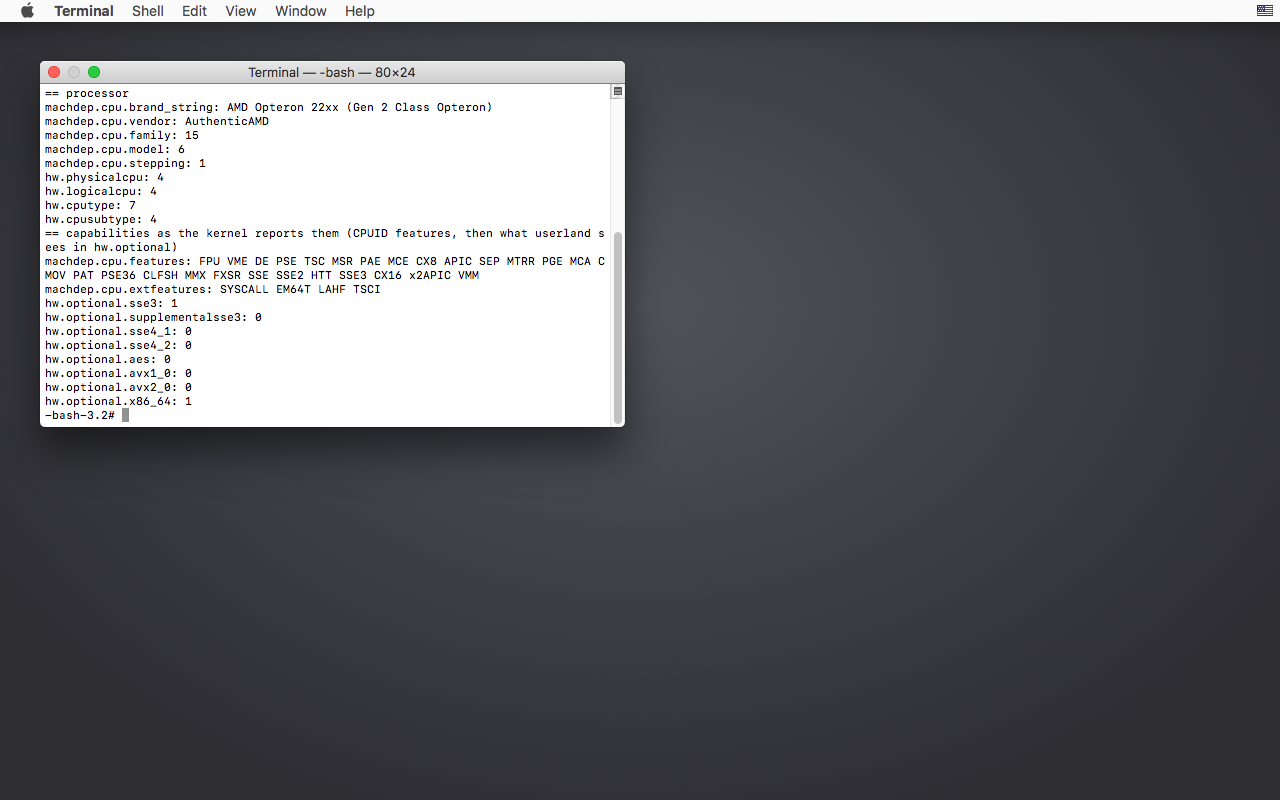 Terminal Shell Edit View Window Help
Terminal — -bash — 80×24
== processor
machdep.cpu.brand_string: AMD Opteron 22xx (Gen 2 Class Opteron)
machdep.cpu.vendor: AuthenticAMD
machdep.cpu.family: 15
machdep.cpu.model: 6
machdep.cpu.stepping: 1
hw.physicalcpu: 4
hw.logicalcpu: 4
hw.cputype: 7
hw.cpusubtype: 4
== capabilities as the kernel reports them (CPUID features, then what userland s
ees in hw.optional)
machdep.cpu.features: FPU VME DE PSE TSC MSR PAE MCE CX8 APIC SEP MTRR PGE MCA C
MOV PAT PSE36 CLFSH MMX FXSR SSE SSE2 HTT SSE3 CX16 x2APIC VMM
machdep.cpu.extfeatures: SYSCALL EM64T LAHF TSCI
hw.optional.sse3: 1
hw.optional.supplementalsse3: 0
hw.optional.sse4_1: 0
hw.optional.sse4_2: 0
hw.optional.aes: 0
hw.optional.avx1_0: 0
hw.optional.avx2_0: 0
hw.optional.x86_64: 1
-bash-3.2#